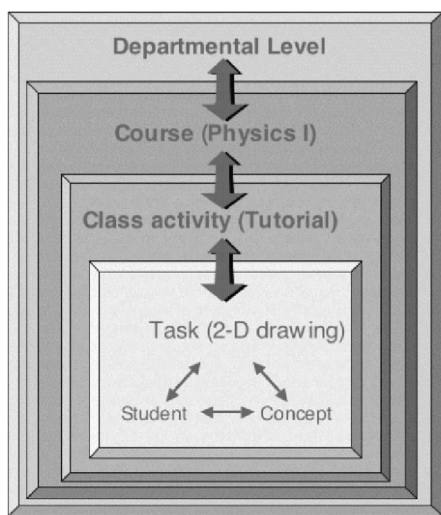 Departmental Level
Course (Physics I)
Class activity (Tutorial)
Task (2-D drawing)
Student
Concept